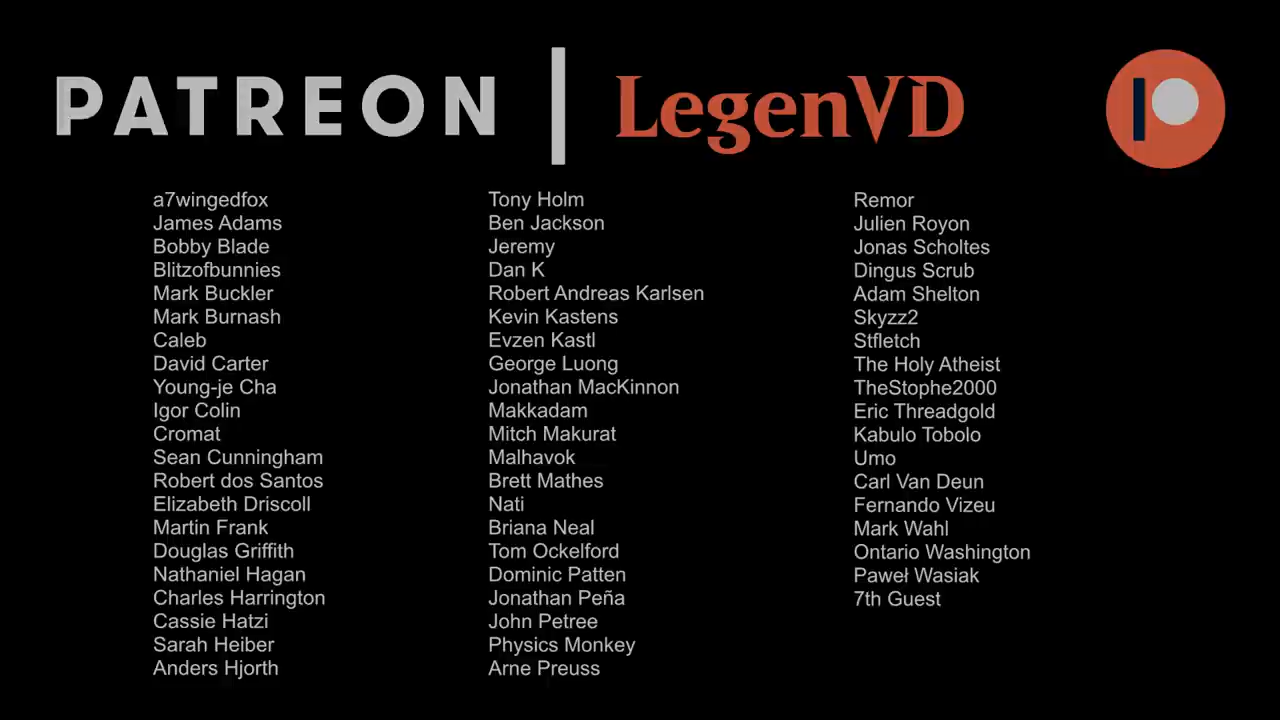 PATREON | LegenVD
a7wingedfox
James Adams
Bobby Blade
Blitzofbunnies
Mark Buckler
Mark Burnash
Caleb
David Carter
Young-je Cha
Igor Colin
Cromat
Sean Cunningham
Robert dos Santos
Elizabeth Driscoll
Martin Frank
Douglas Griffith
Nathaniel Hagan
Charles Harrington
Cassie Hatzi
Sarah Heiber
Anders Hjorth
Tony Holm
Ben Jackson
Jeremy
Dan K
Robert Andreas Karlsen
Kevin Kastens
Evzen Kastl
George Luong
Jonathan MacKinnon
Makkadam
Mitch Makurat
Malhavok
Brett Mathes
Nati
Briana Neal
Tom Ockelford
Dominic Patten
Jonathan Peña
John Petree
Physics Monkey
Arne Preuss
Remor
Julien Royon
Jonas Scholtes
Dingus Scrub
Adam Shelton
Skyzz2
Stfletch
The Holy Atheist
TheStophe2000
Eric Threadgold
Kabulo Tobolo
Umo
Carl Van Deun
Fernando Vizeu
Mark Wahl
Ontario Washington
Paweł Wasiak
7th Guest